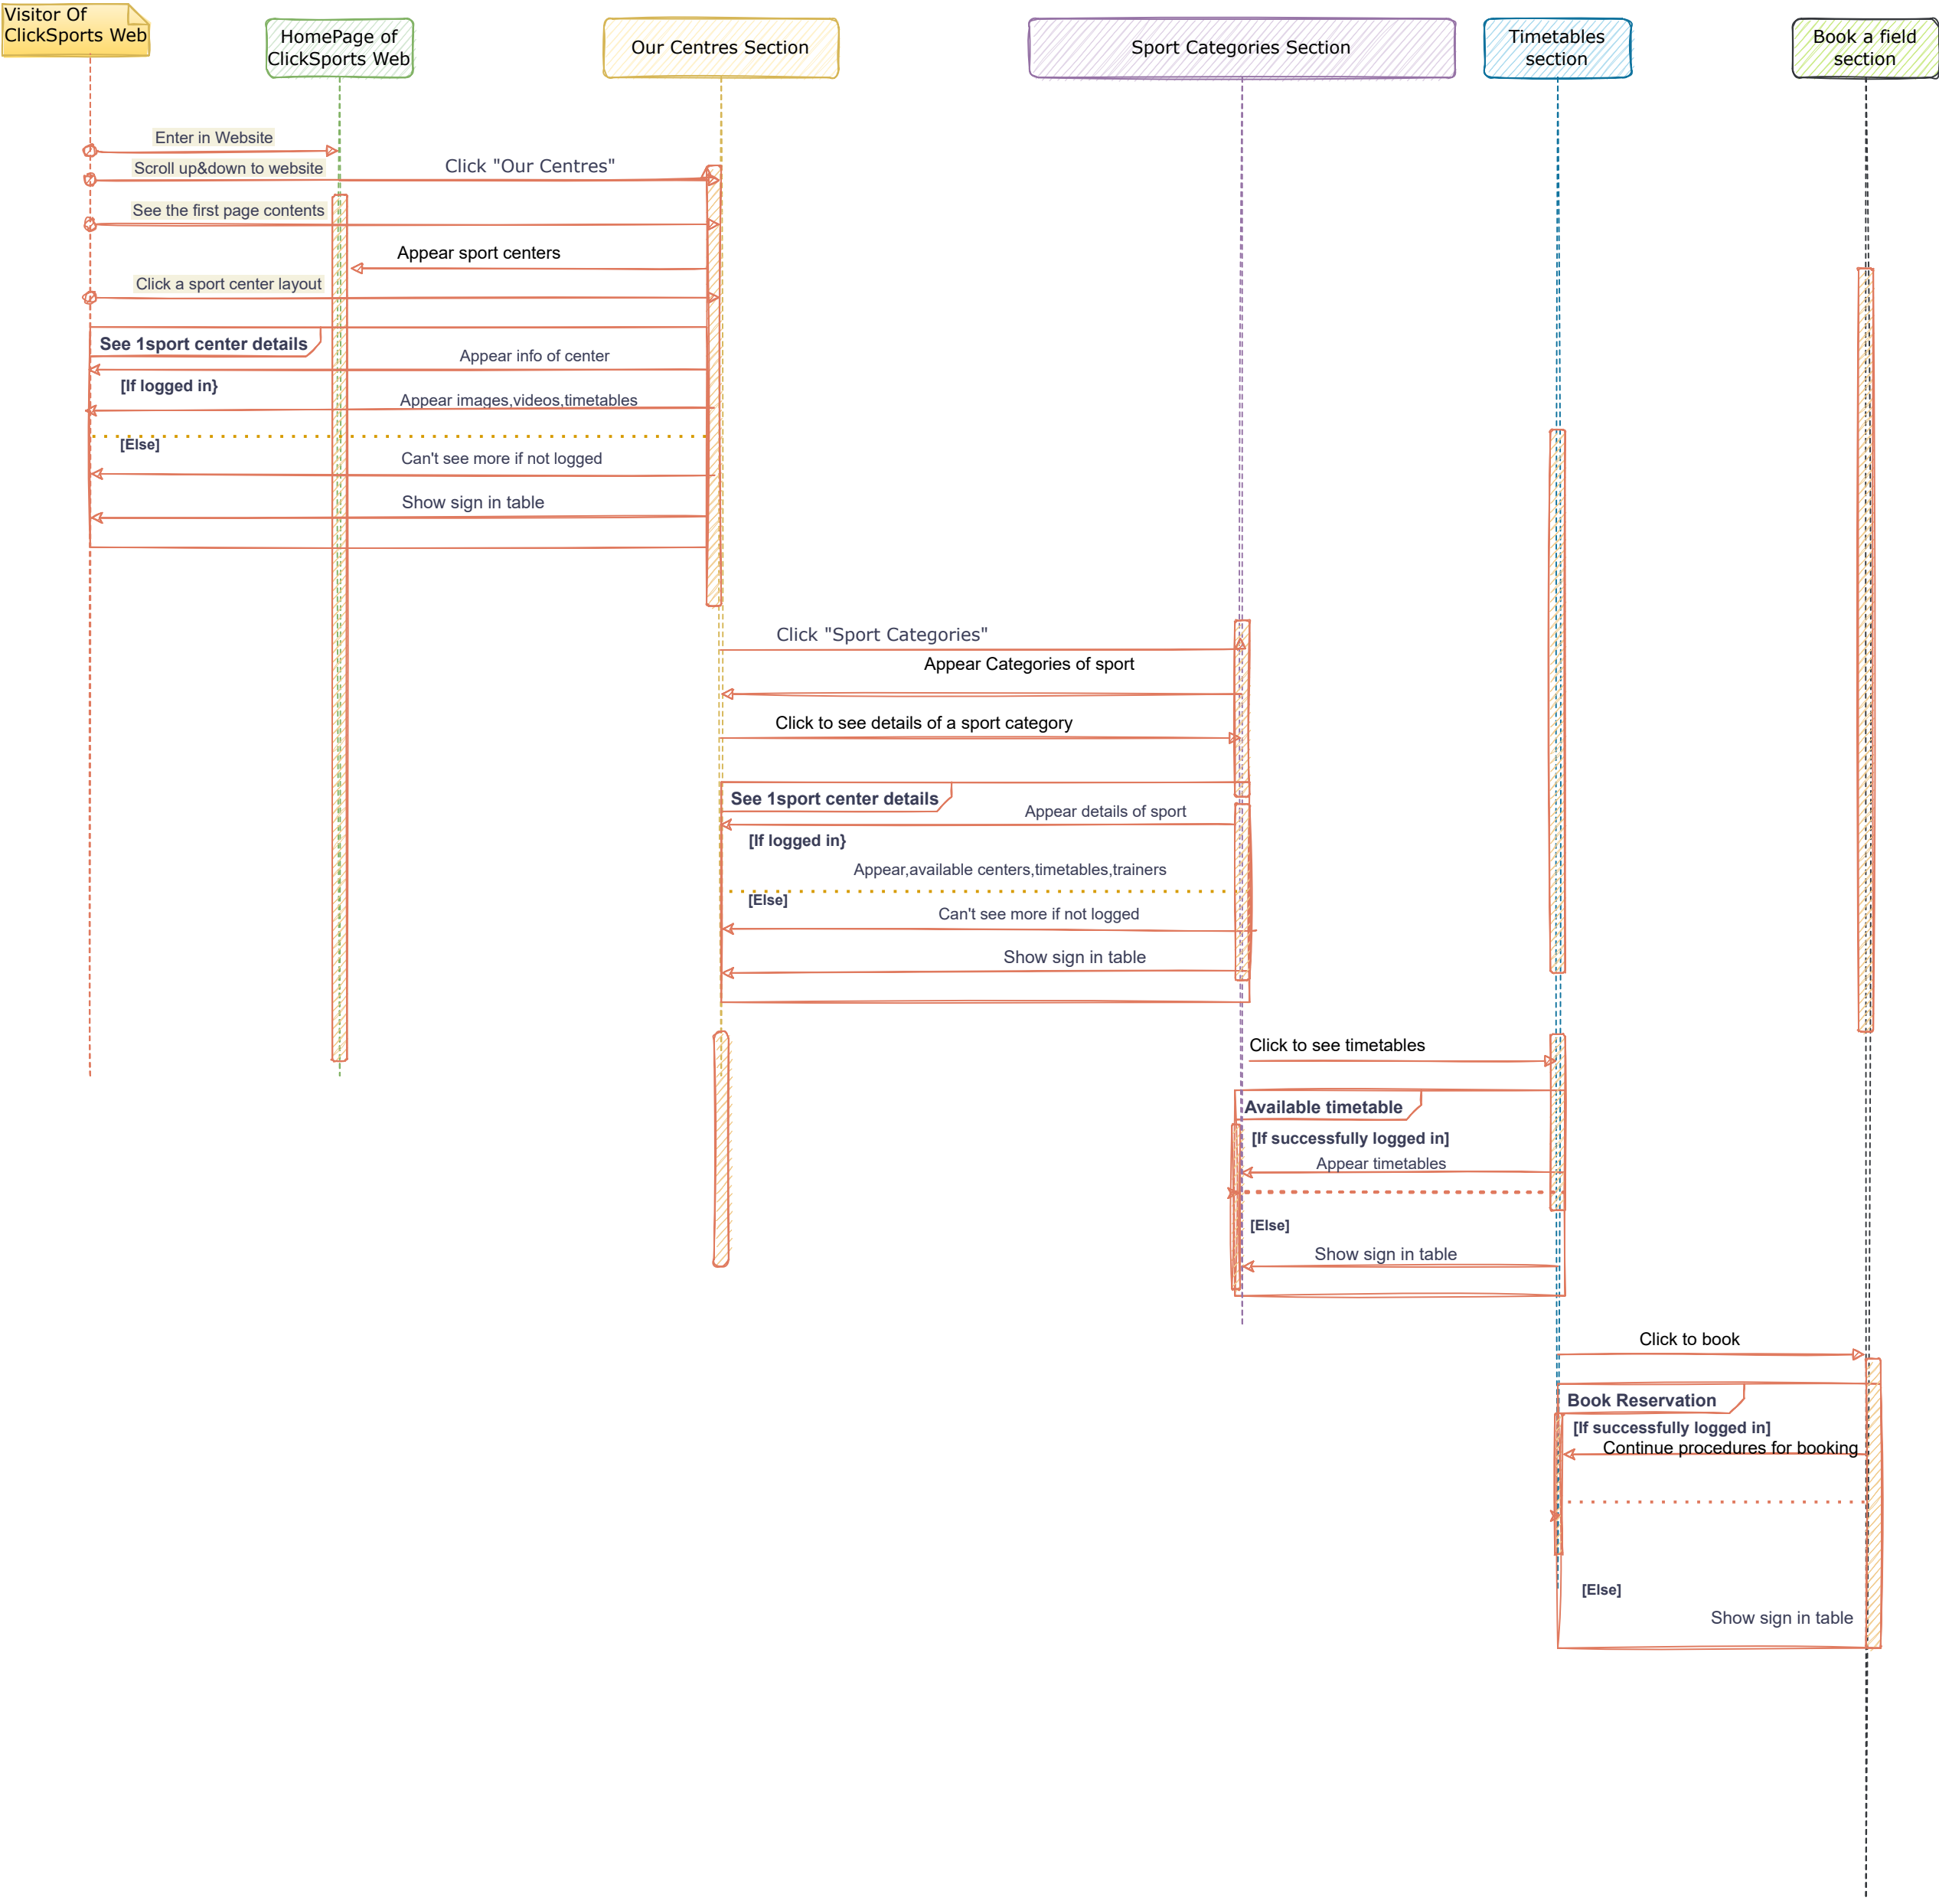 Visitor Of
ClickSports Web
HomePage of
ClickSports Web
Our Centres Section
Sport Categories Section
Timetables
section
Book a field
section
Enter in Website
Scroll up&down to website
Click "Our Centres"
See the first page contents
Appear sport centers
Click a sport center layout
See 1sport center details
Appear info of center
[If logged in}
Appear images,videos,timetables
[Else]
Can't see more if not logged
Show sign in table
Click "Sport Categories"
Appear Categories of sport
Click to see details of a sport category
See 1sport center details
Appear details of sport
[If logged in}
Appear,available centers,timetables,trainers
[Else]
Can't see more if not logged
Show sign in table
Click to see timetables
Available timetable
[If successfully logged in]
Appear timetables
[Else]
Show sign in table
Click to book
Book Reservation
[If successfully logged in]
Continue procedures for booking
[Else]
Show sign in table